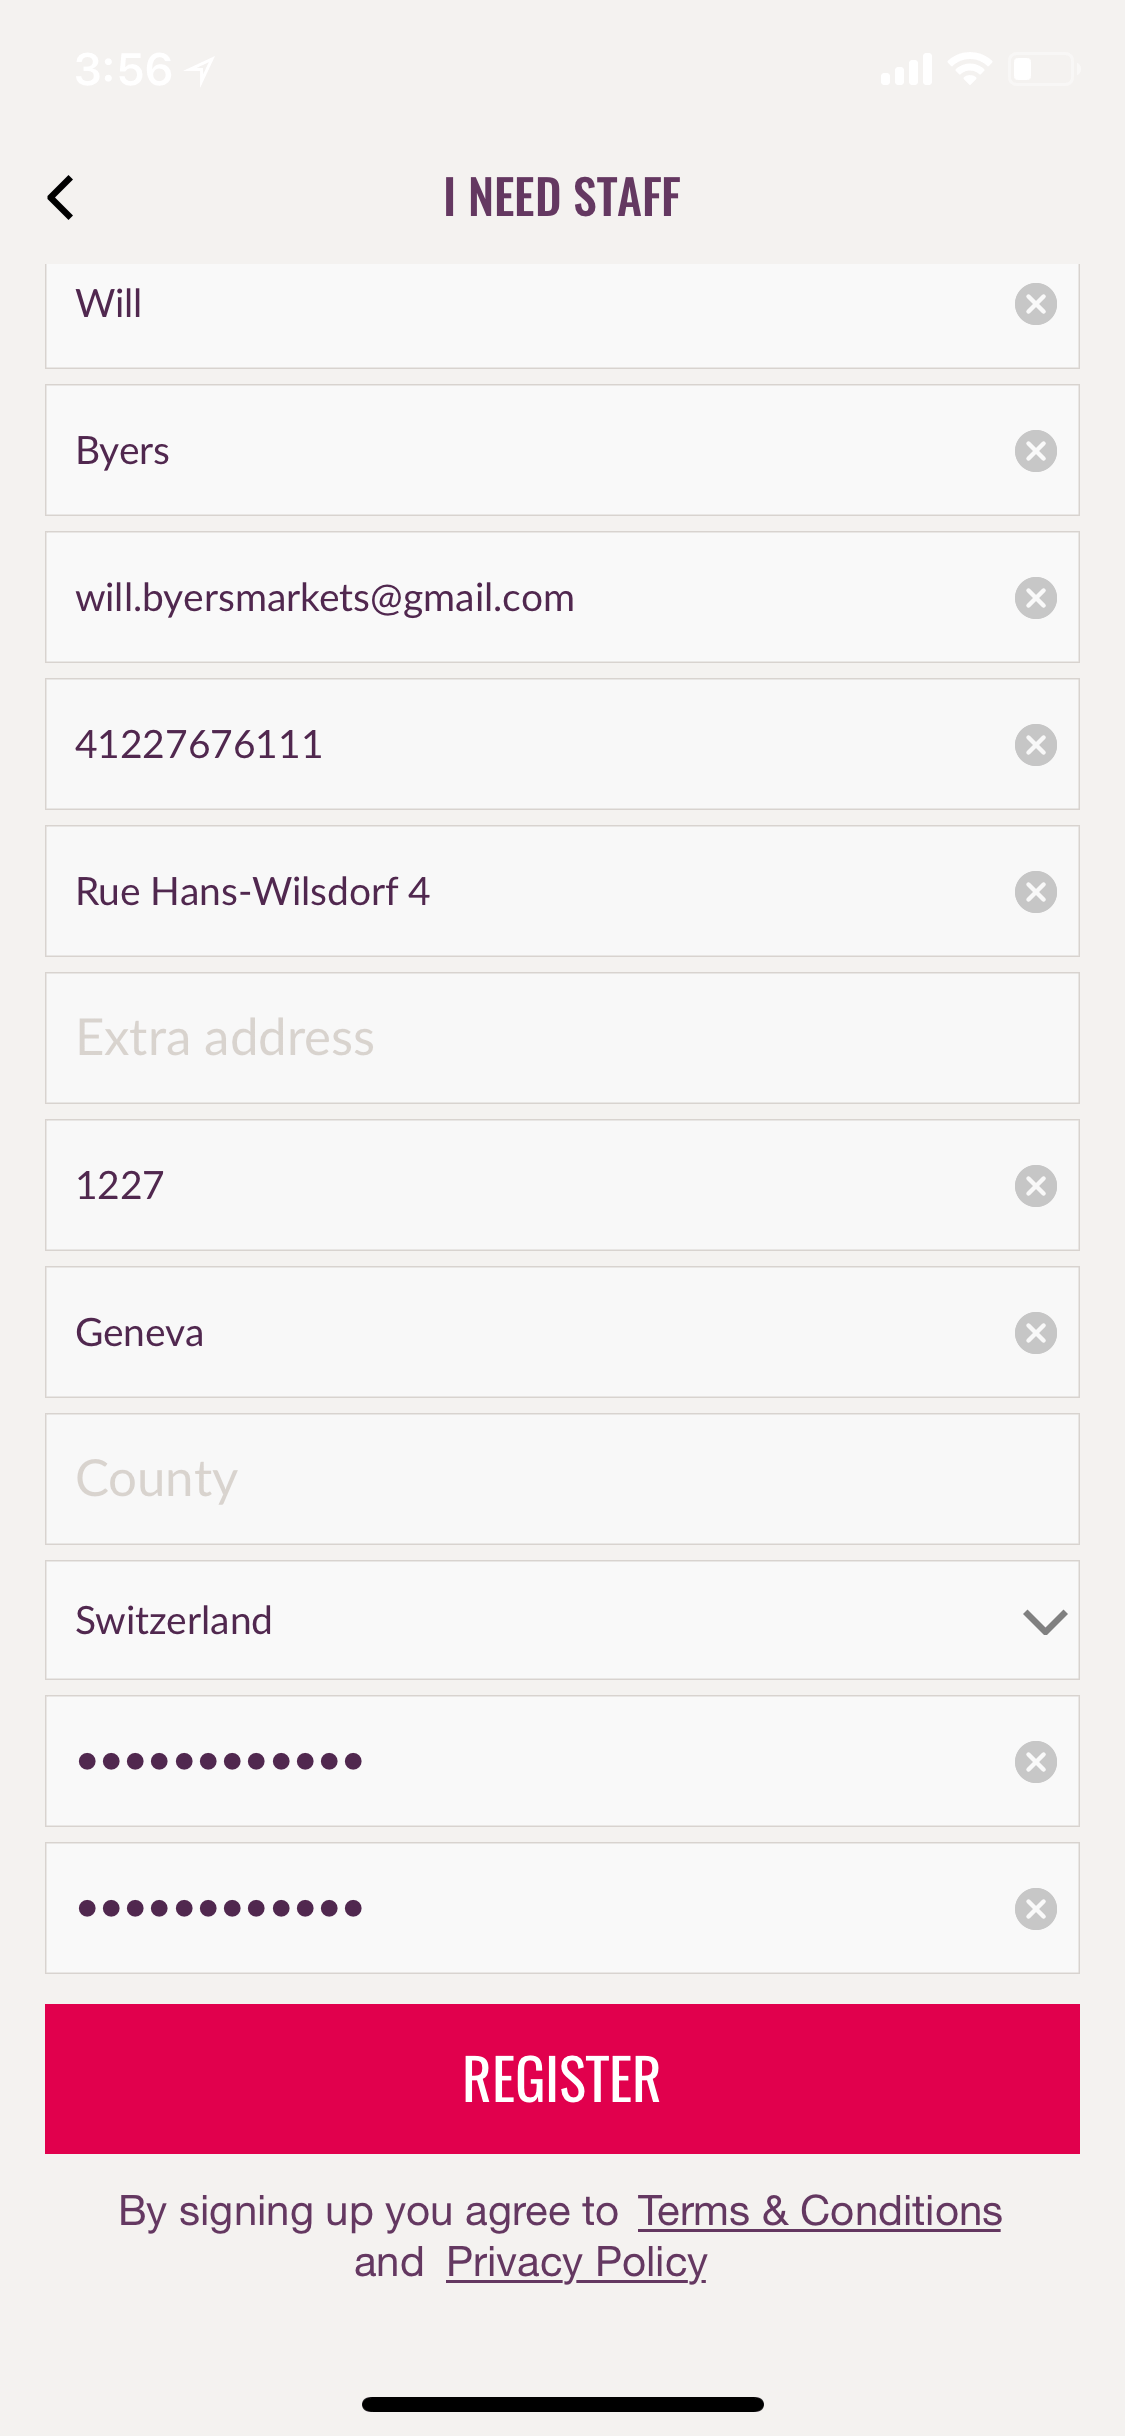 3:56
I NEED STAFF
Will
Byers
will.byersmarkets@gmail.com
41227676111
Rue Hans-Wilsdorf 4
Extra address
1227
Geneva
County
Switzerland
••••••••••••
••••••••••••
REGISTER
By signing up you agree to Terms & Conditions
and Privacy Policy